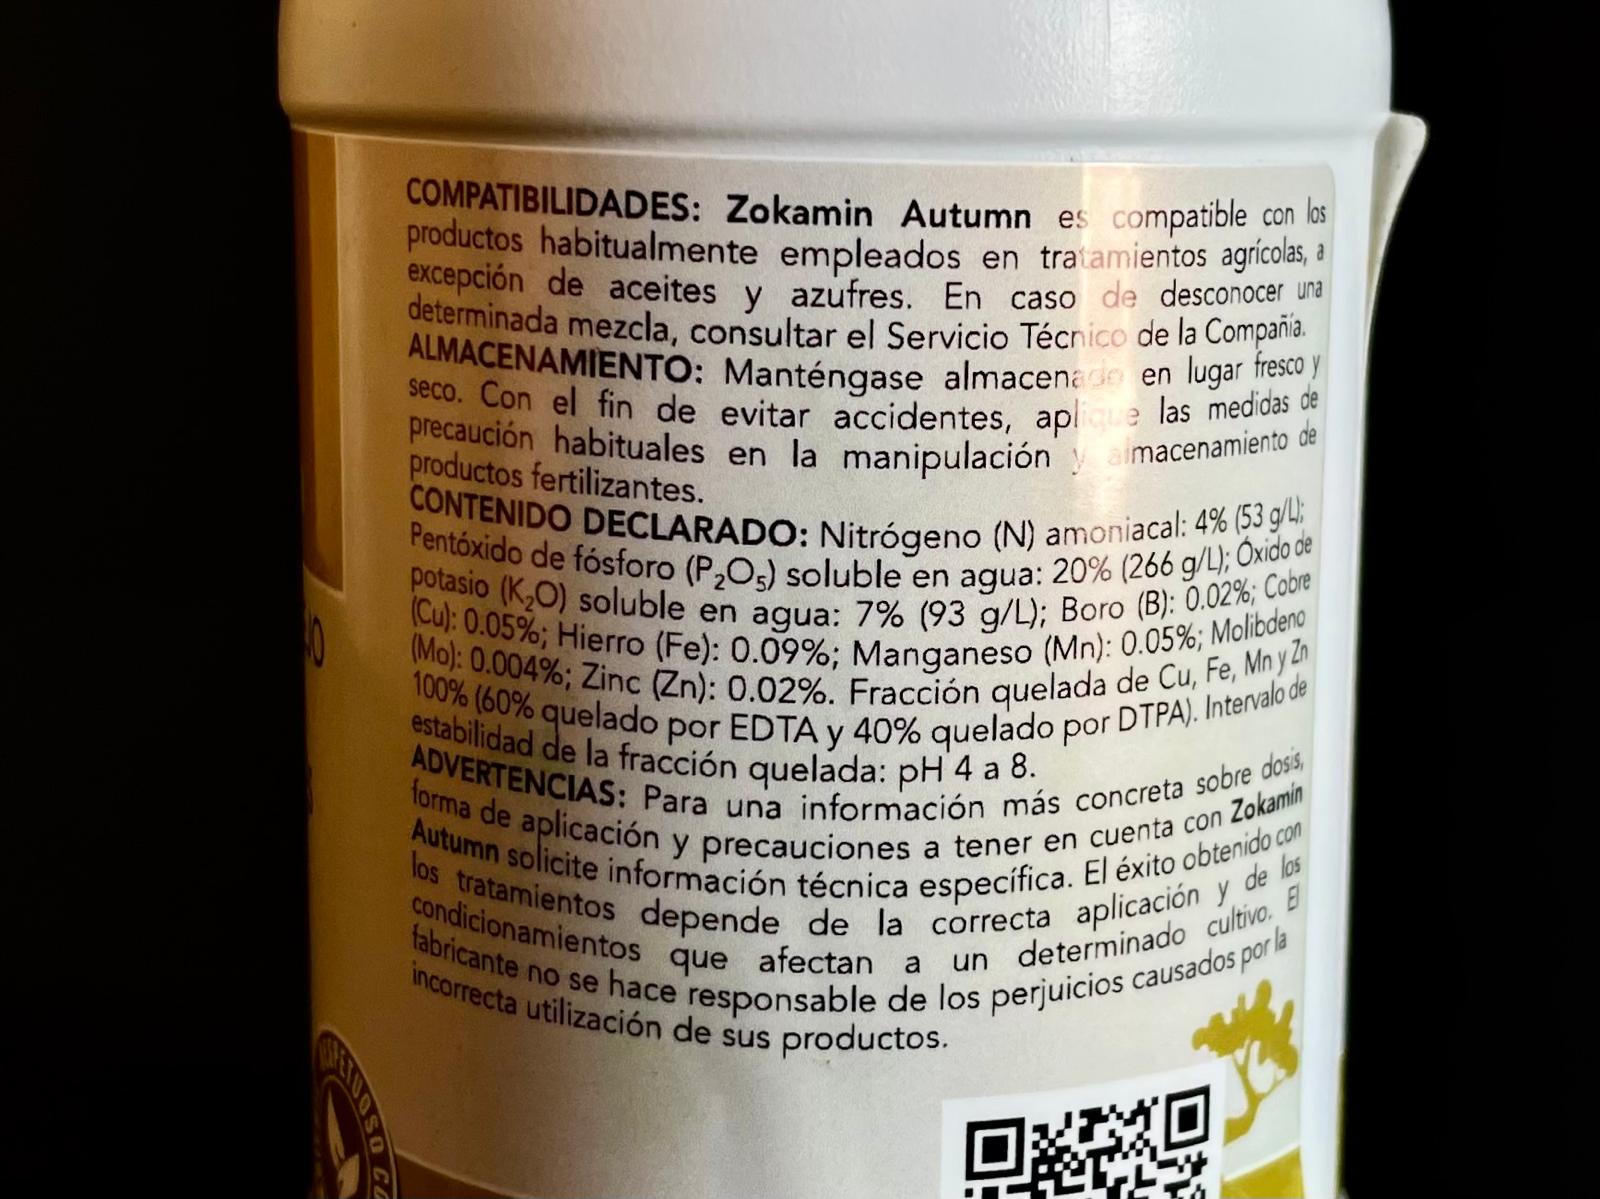 COMPATIBILIDADES: Zokamin Autumn es compatible con los
productos habitualmente empleados en tratamientos agrícolas, a
excepción de aceites y azufres. En caso de desconocer una
determinada mezcla, consultar el Servicio Técnico de la Compañía.
ALMACENAMIENTO: Manténgase almacenado en lugar fresco y
seco. Con el fin de evitar accidentes, aplique las medidas de
precaución habituales en la manipulación y almacenamiento de
productos fertilizantes.
CONTENIDO DECLARADO: Nitrógeno (N) amoniacal: 4% (53 g/L);
Pentóxido de fósforo (P₂O₅) soluble en agua: 20% (266 g/L); Óxido de
potasio (K₂O) soluble en agua: 7% (93 g/L); Boro (B): 0.02%; Cobre
(Cu): 0.05%; Hierro (Fe): 0.09%; Manganeso (Mn): 0.05%; Molibdeno
(Mo): 0.004%; Zinc (Zn): 0.02%. Fracción quelada de Cu, Fe, Mn y Zn
100% (60% quelado por EDTA y 40% quelado por DTPA). Intervalo de
estabilidad de la fracción quelada: pH 4 a 8.
ADVERTENCIAS: Para una información más concreta sobre dosis,
forma de aplicación y precauciones a tener en cuenta con Zokamin
Autumn solicite información técnica específica. El éxito obtenido con
los tratamientos depende de la correcta aplicación y de los
condicionamientos que afectan a un determinado cultivo. El
fabricante no se hace responsable de los perjuicios causados por la
incorrecta utilización de sus productos.